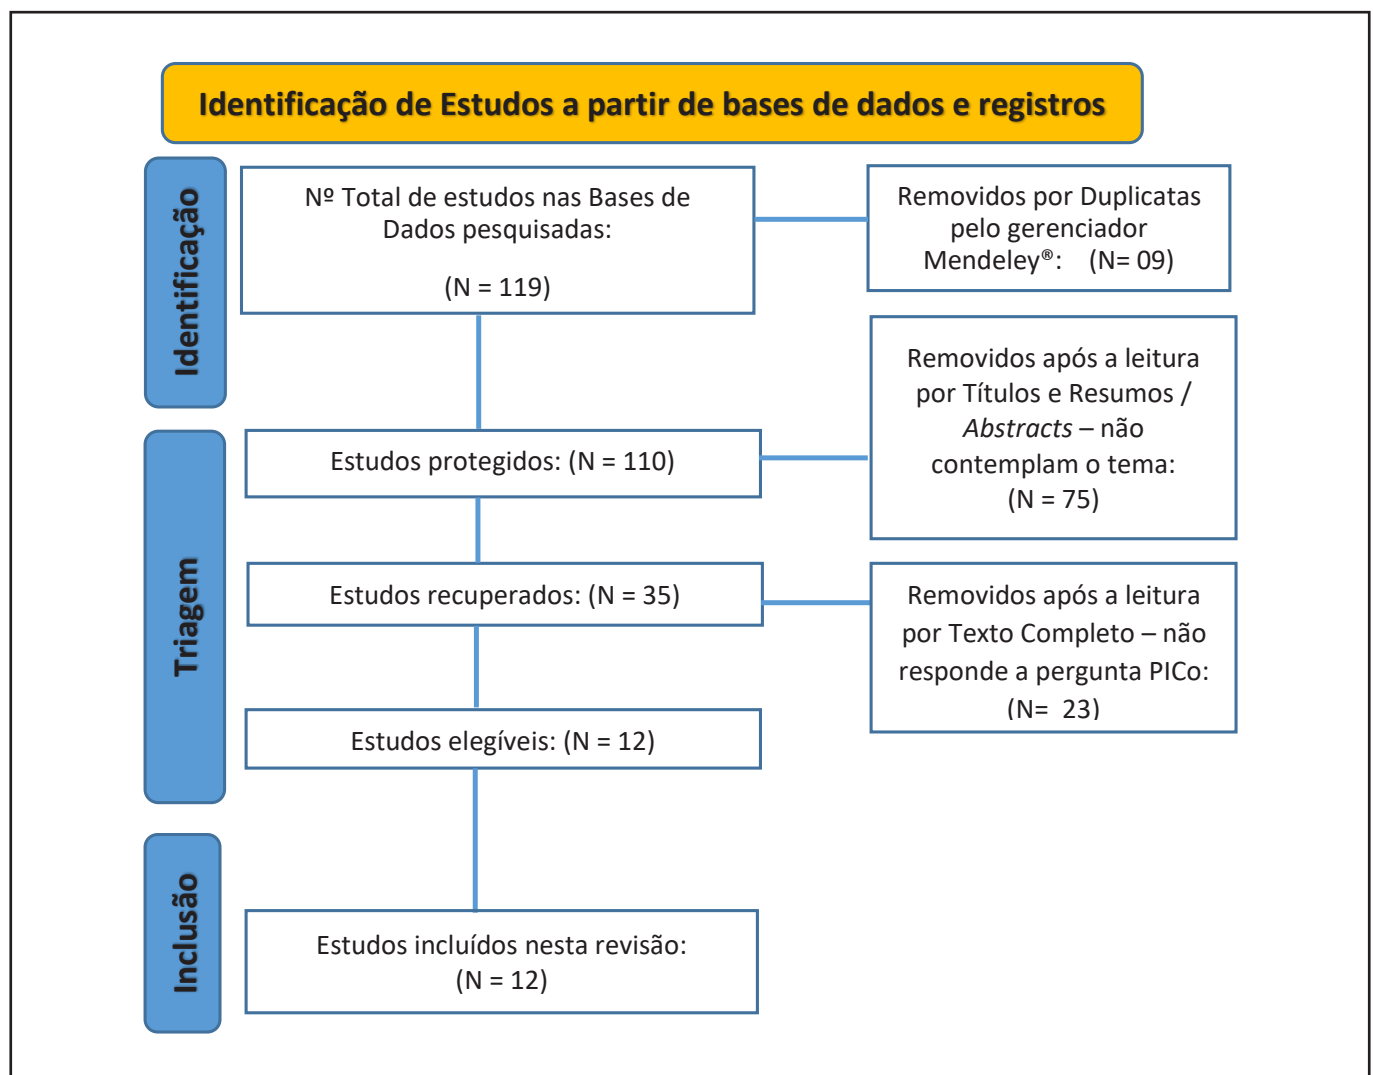 Identificação de Estudos a partir de bases de dados e registros
Identificação
Nº Total de estudos nas Bases de
Dados pesquisadas:
(N = 119)
Removidos por Duplicatas
pelo gerenciador
Mendeley®: (N= 09)
Removidos após a leitura
por Títulos e Resumos /
Abstracts – não
contemplam o tema:
(N = 75)
Triagem
Estudos protegidos: (N = 110)
Estudos recuperados: (N = 35)
Removidos após a leitura
por Texto Completo – não
responde a pergunta PICo:
(N= 23)
Estudos elegíveis: (N = 12)
Inclusão
Estudos incluídos nesta revisão:
(N = 12)